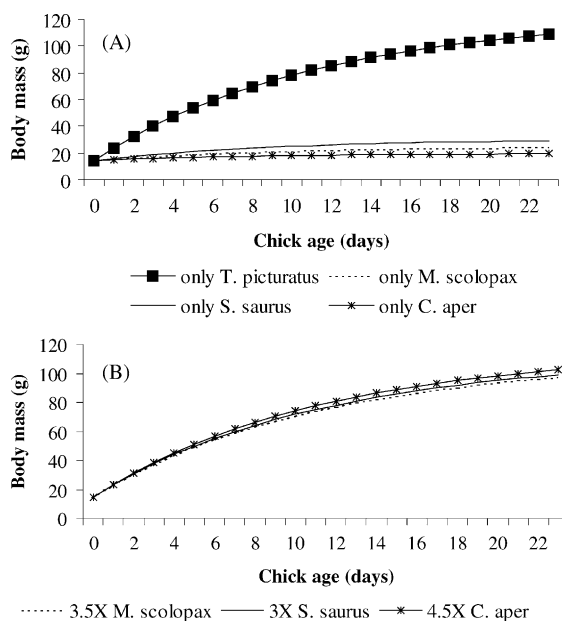 120
(A)
100
80
60
40
20
0
Body mass (g)
0 2 4 6 8 10 12 14 16 18 20 22
Chick age (days)
only T. picturatus only M. scolopax
only S. saurus only C. aper
120
(B)
100
80
60
40
20
0
Body mass (g)
0 2 4 6 8 10 12 14 16 18 20 22
Chick age (days)
3.5X M. scolopax 3X S. saurus 4.5X C. aper